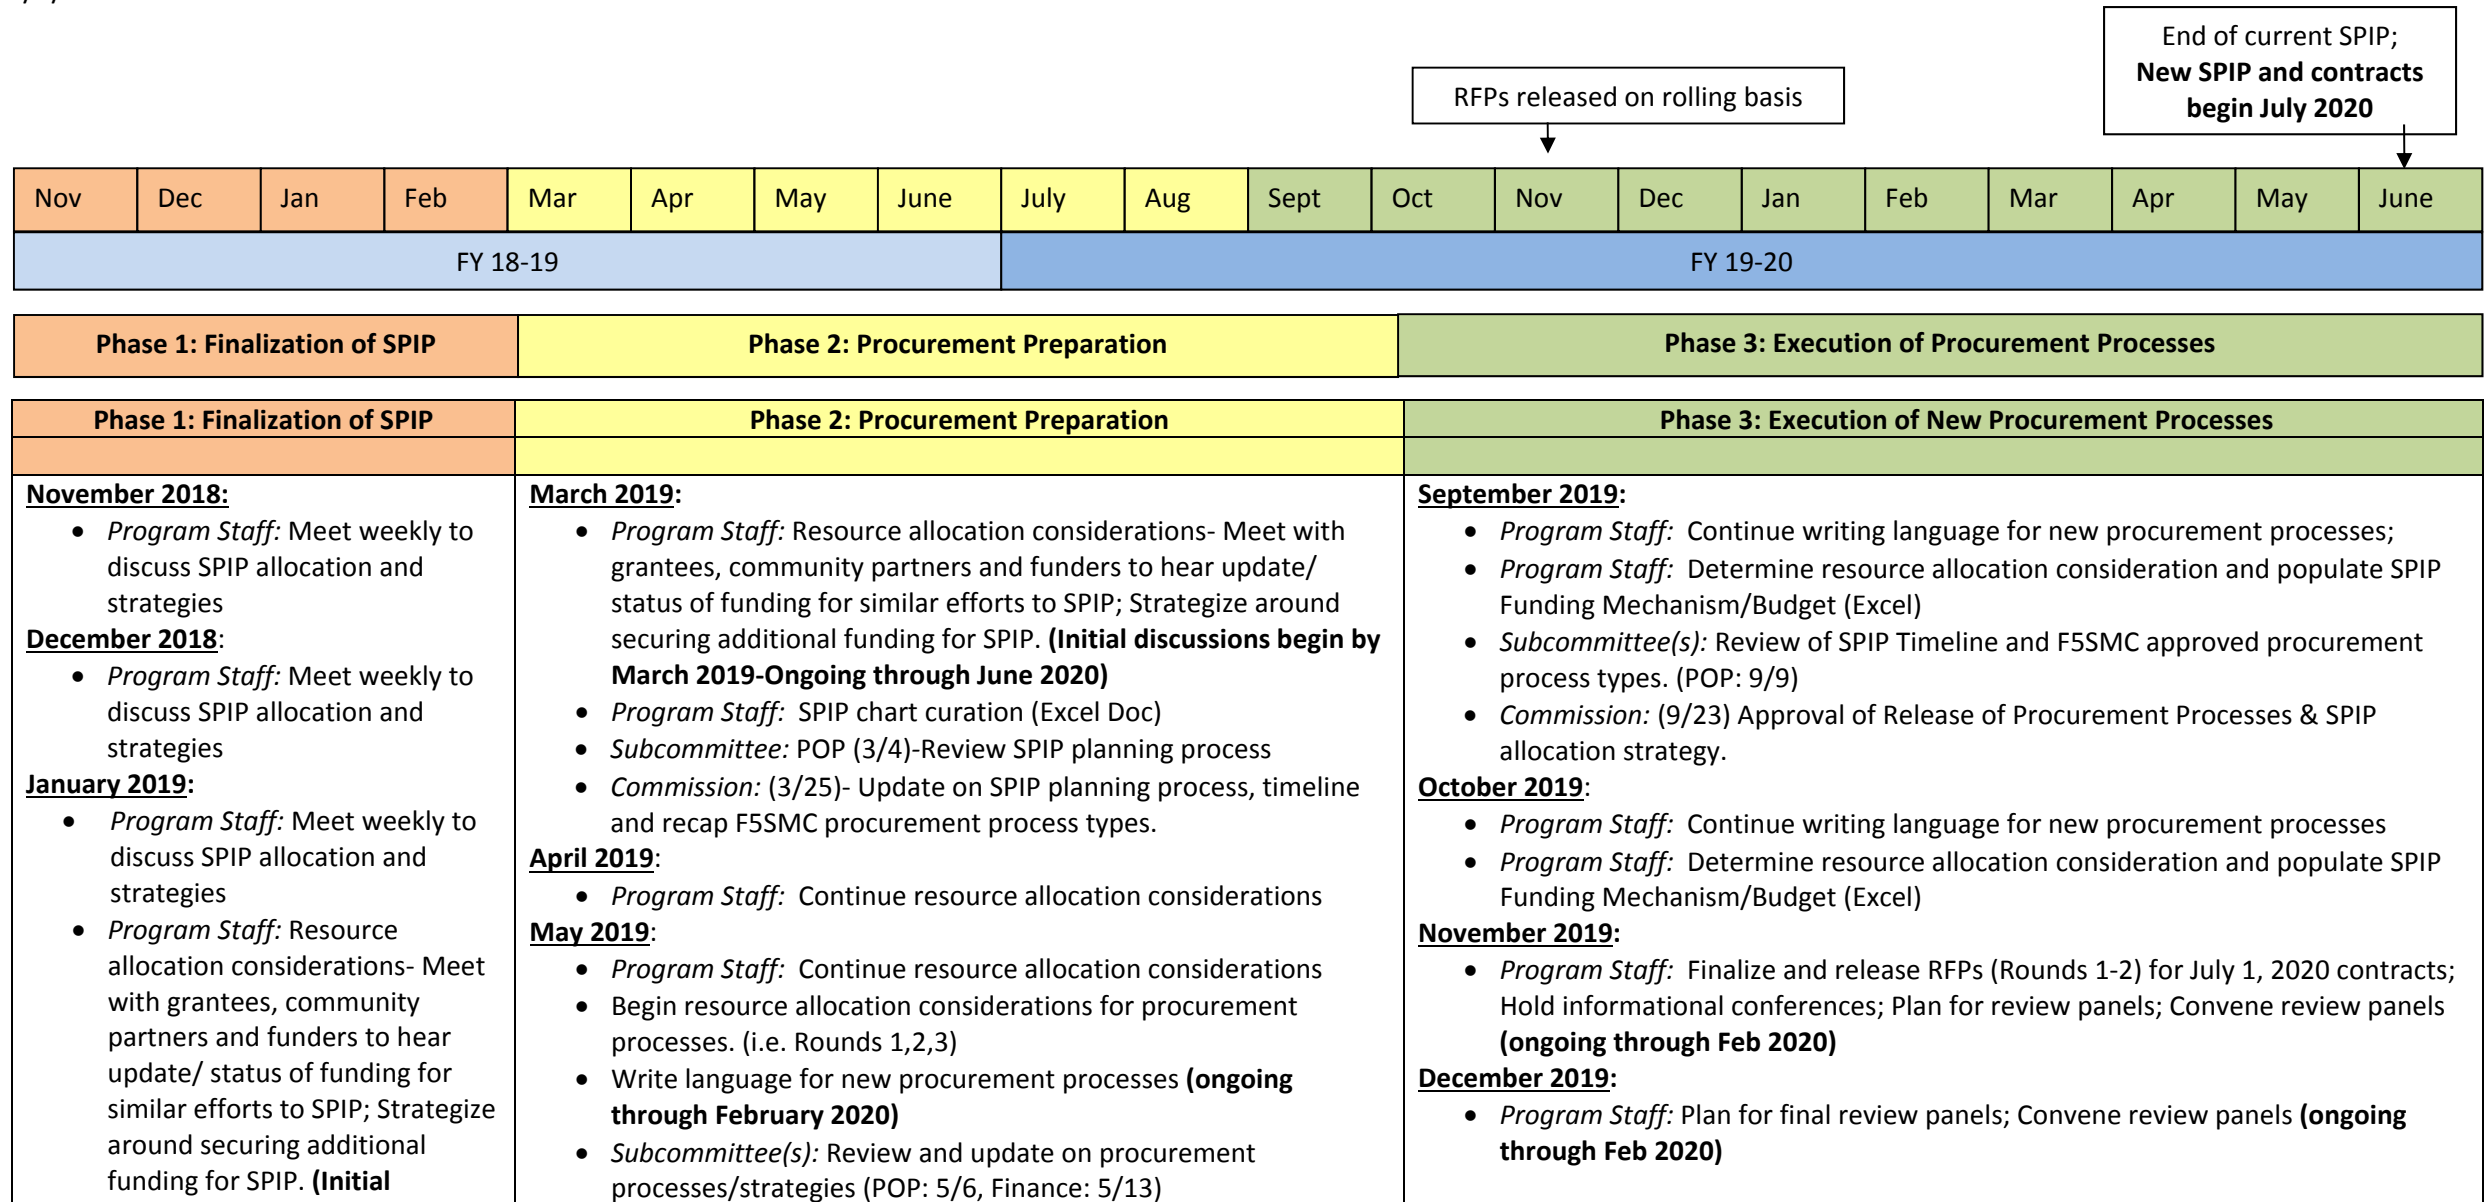 End of current SPIP;
New SPIP and contracts
begin July 2020
RFPs released on rolling basis
Nov Dec Jan Feb Mar Apr May June July Aug Sept Oct Nov Dec Jan Feb Mar Apr May June
FY 18-19 FY 19-20
Phase 1: Finalization of SPIP Phase 2: Procurement Preparation Phase 3: Execution of Procurement Processes
Phase 1: Finalization of SPIP Phase 2: Procurement Preparation Phase 3: Execution of New Procurement Processes
November 2018:
• Program Staff: Meet weekly to
discuss SPIP allocation and
strategies
December 2018:
• Program Staff: Meet weekly to
discuss SPIP allocation and
strategies
January 2019:
• Program Staff: Meet weekly to
discuss SPIP allocation and
strategies
• Program Staff: Resource
allocation considerations- Meet
with grantees, community
partners and funders to hear
update/ status of funding for
similar efforts to SPIP; Strategize
around securing additional
funding for SPIP. (Initial
March 2019:
• Program Staff: Resource allocation considerations- Meet with
grantees, community partners and funders to hear update/
status of funding for similar efforts to SPIP; Strategize around
securing additional funding for SPIP. (Initial discussions begin by
March 2019-Ongoing through June 2020)
• Program Staff: SPIP chart curation (Excel Doc)
• Subcommittee: POP (3/4)-Review SPIP planning process
• Commission: (3/25)- Update on SPIP planning process, timeline
and recap F5SMC procurement process types.
April 2019:
• Program Staff: Continue resource allocation considerations
May 2019:
• Program Staff: Continue resource allocation considerations
• Begin resource allocation considerations for procurement
processes. (i.e. Rounds 1,2,3)
• Write language for new procurement processes (ongoing
through February 2020)
• Subcommittee(s): Review and update on procurement
processes/strategies (POP: 5/6, Finance: 5/13)
September 2019:
• Program Staff: Continue writing language for new procurement processes;
• Program Staff: Determine resource allocation consideration and populate SPIP
Funding Mechanism/Budget (Excel)
• Subcommittee(s): Review of SPIP Timeline and F5SMC approved procurement
process types. (POP: 9/9)
• Commission: (9/23) Approval of Release of Procurement Processes & SPIP
allocation strategy.
October 2019:
• Program Staff: Continue writing language for new procurement processes
• Program Staff: Determine resource allocation consideration and populate SPIP
Funding Mechanism/Budget (Excel)
November 2019:
• Program Staff: Finalize and release RFPs (Rounds 1-2) for July 1, 2020 contracts;
Hold informational conferences; Plan for review panels; Convene review panels
(ongoing through Feb 2020)
December 2019:
• Program Staff: Plan for final review panels; Convene review panels (ongoing
through Feb 2020)